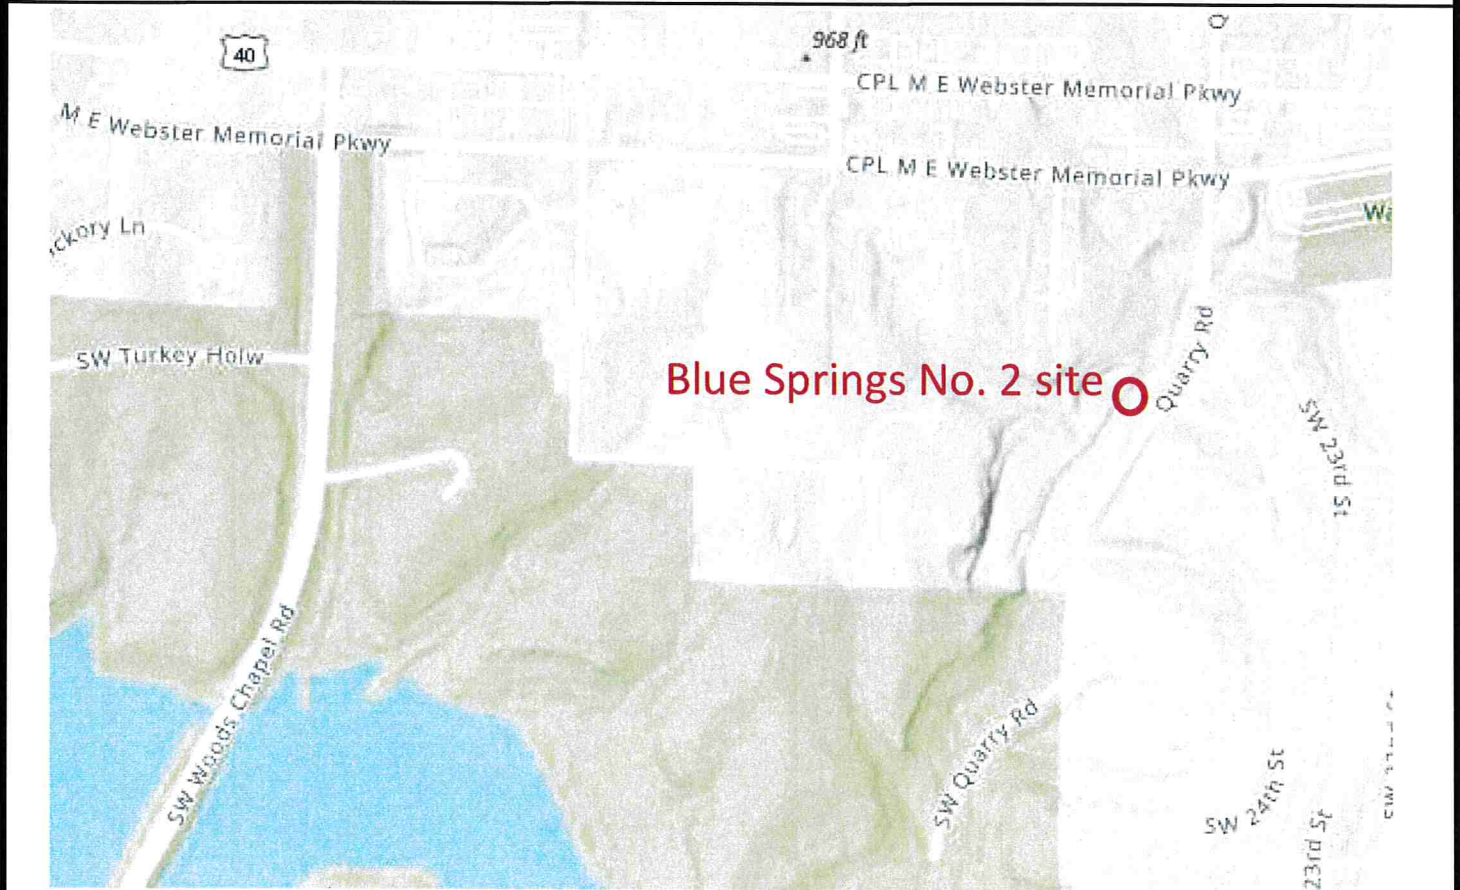 40
968 ft
CPL M E Webster Memorial Pkwy
M E Webster Memorial Pkwy
CPL M E Webster Memorial Pkwy
Wa
ckory Ln
SW Turkey Holw
Blue Springs No. 2 site
Quarry Rd
SW 23rd St
SW Woods Chapel Rd
SW Quarry Rd
SW 24th St
23rd St